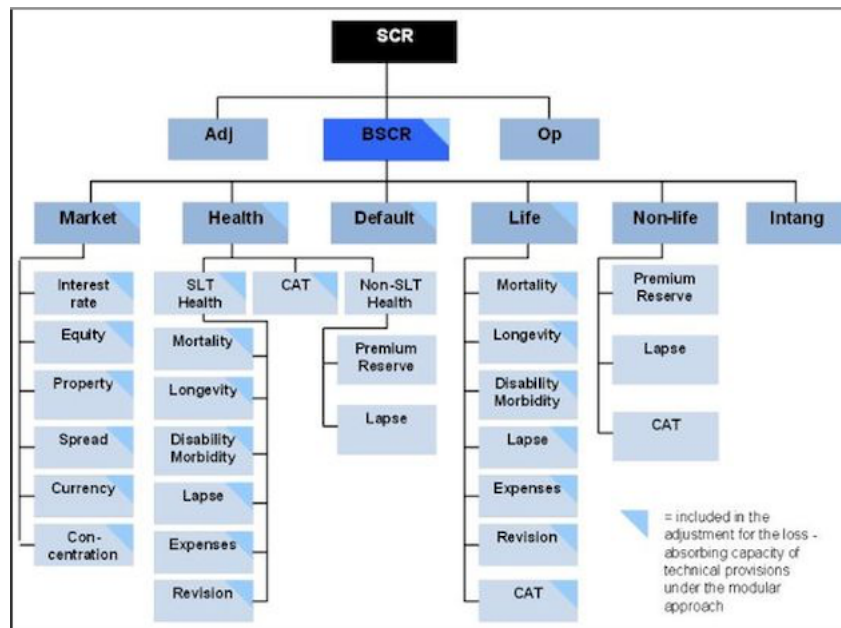 SCR
Adj
BSCR
Op
Market
Health
Default
Life
Non-life
Intang
Interest
rate
Equity
Property
Spread
Currency
Con-
centration
SLT
Health
CAT
Non-SLT
Health
Mortality
Longevity
Disability
Morbidity
Lapse
Expenses
Revision
Premium
Reserve
Lapse
Mortality
Longevity
Disability
Morbidity
Lapse
Expenses
Revision
CAT
Premium
Reserve
Lapse
CAT
= included in the
adjustment for the loss -
absorbing capacity of
technical provisions
under the modular
approach